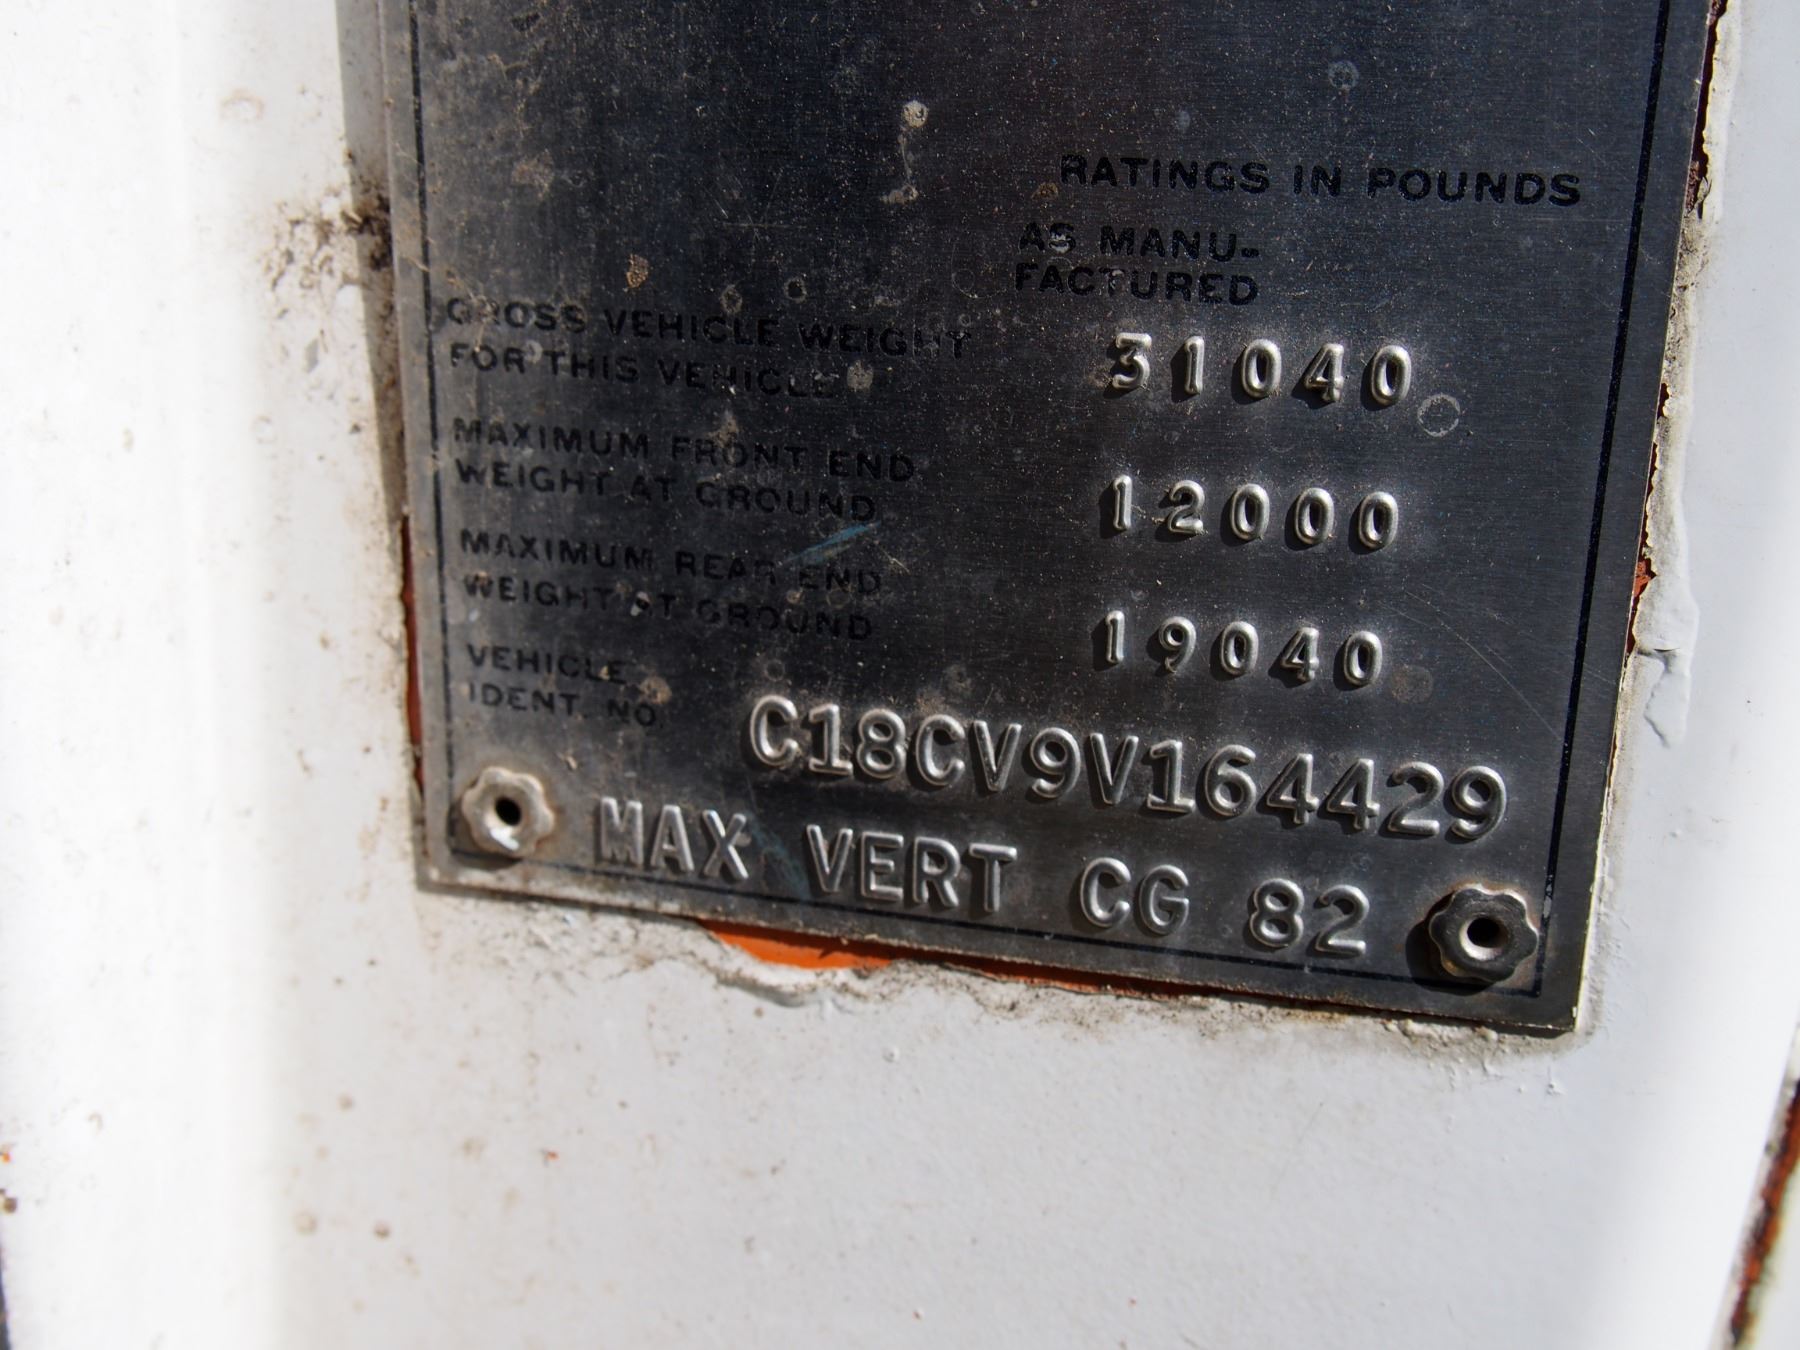 RATINGS IN POUNDS
AS MANU-
FACTURED
GROSS VEHICLE WEIGHT
FOR THIS VEHICLE
31040
MAXIMUM FRONT END
WEIGHT AT GROUND
12000
MAXIMUM REAR END
WEIGHT AT GROUND
19040
VEHICLE
IDENT. NO.
C18CV9V164429
MAX VERT CG 82